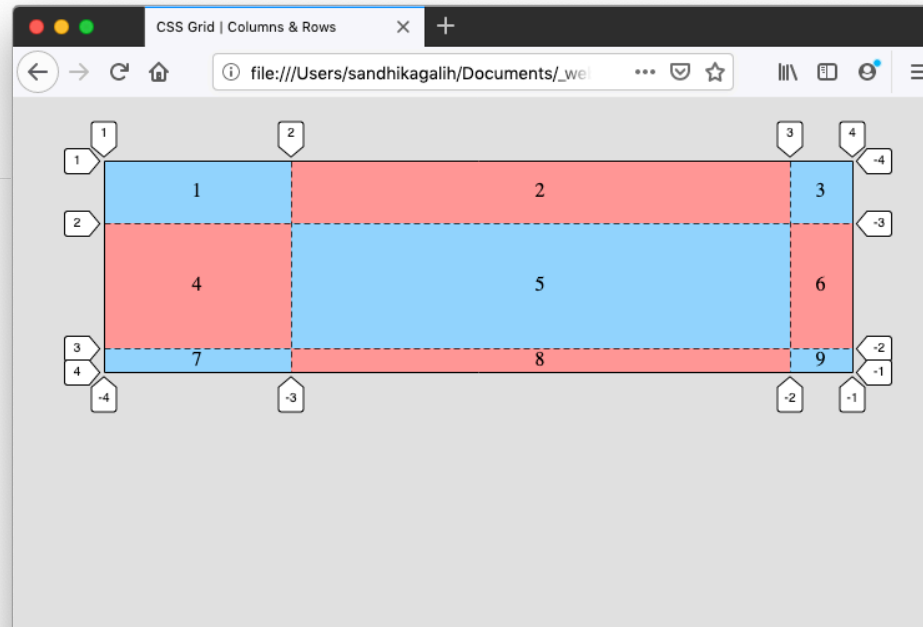 CSS Grid | Columns & Rows
file:///Users/sandhikagalih/Documents/_we
1 2 3 4
1 -4
1 2 3
2 -3
4 5 6
3 -2
7 8 9
4 -1
-4 -3 -2 -1